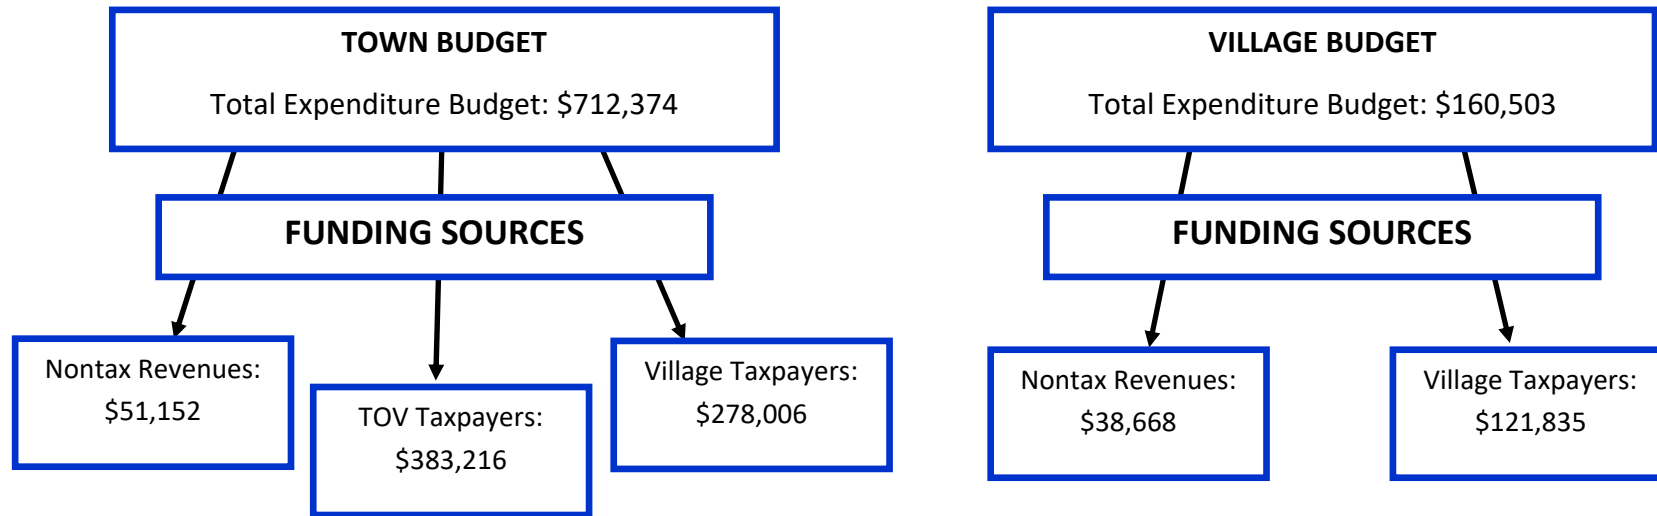 TOWN BUDGET
Total Expenditure Budget: $712,374
FUNDING SOURCES
Nontax Revenues:
$51,152
TOV Taxpayers:
$383,216
Village Taxpayers:
$278,006
VILLAGE BUDGET
Total Expenditure Budget: $160,503
FUNDING SOURCES
Nontax Revenues:
$38,668
Village Taxpayers:
$121,835